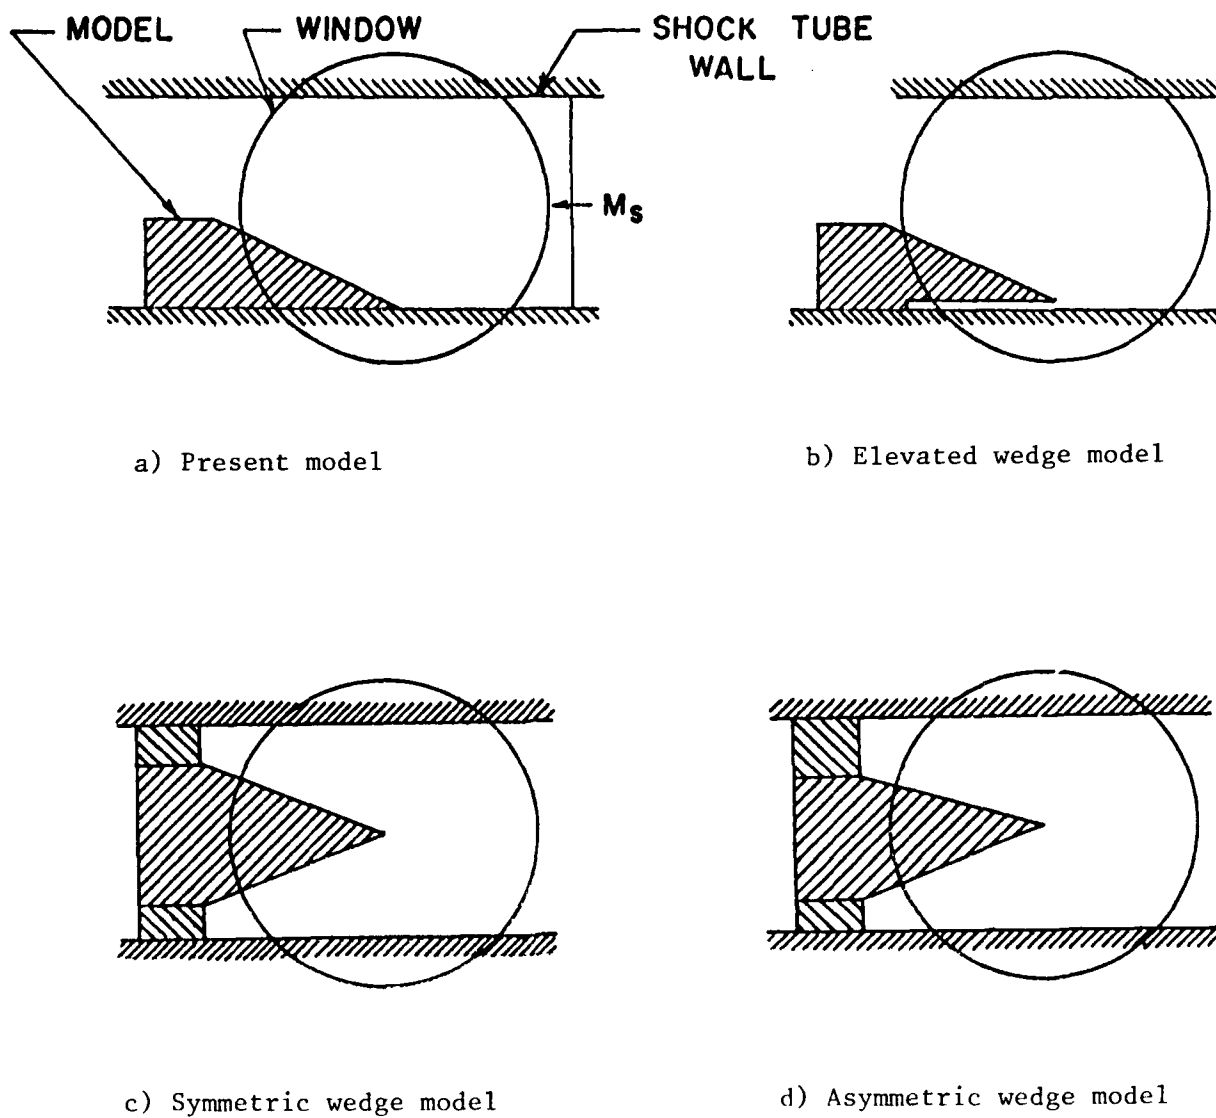 MODEL
WINDOW
SHOCK TUBE
WALL
Ms
a) Present model
b) Elevated wedge model
c) Symmetric wedge model
d) Asymmetric wedge model